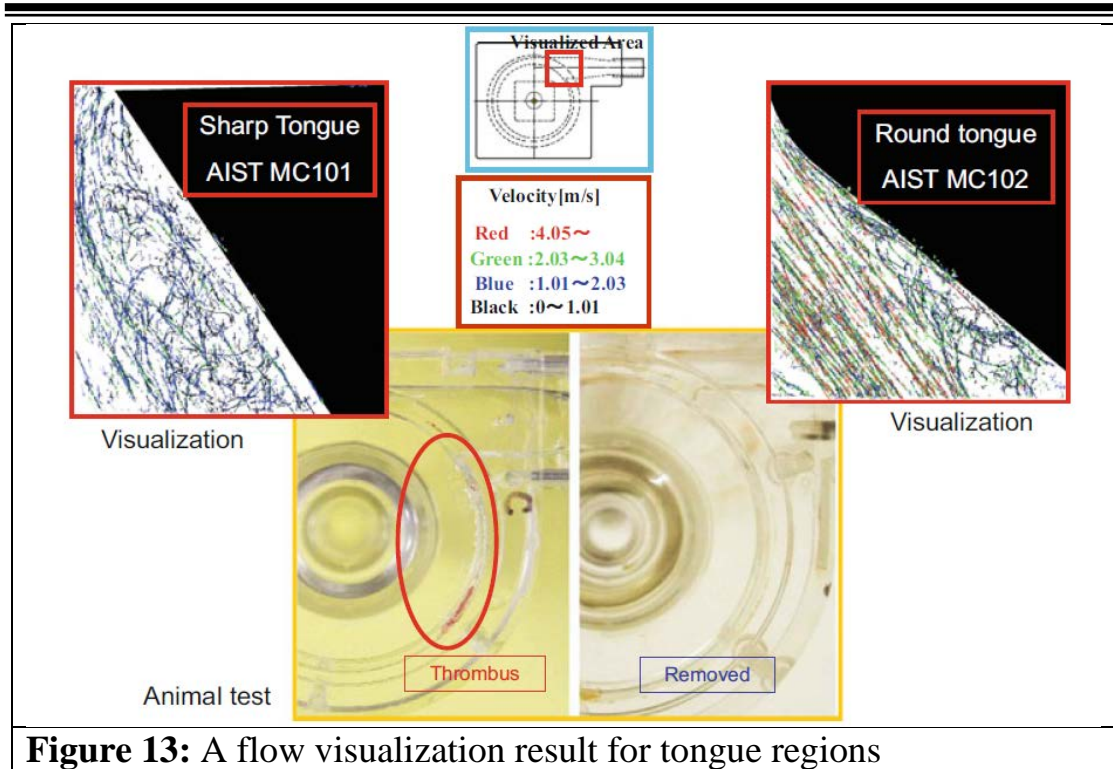 Visualized Area
Sharp Tongue
AIST MC101
Round tongue
AIST MC102
Velocity[m/s]
Red :4.05～
Green :2.03～3.04
Blue :1.01～2.03
Black :0～1.01
Visualization
Visualization
Thrombus
Removed
Animal test
Figure 13: A flow visualization result for tongue regions